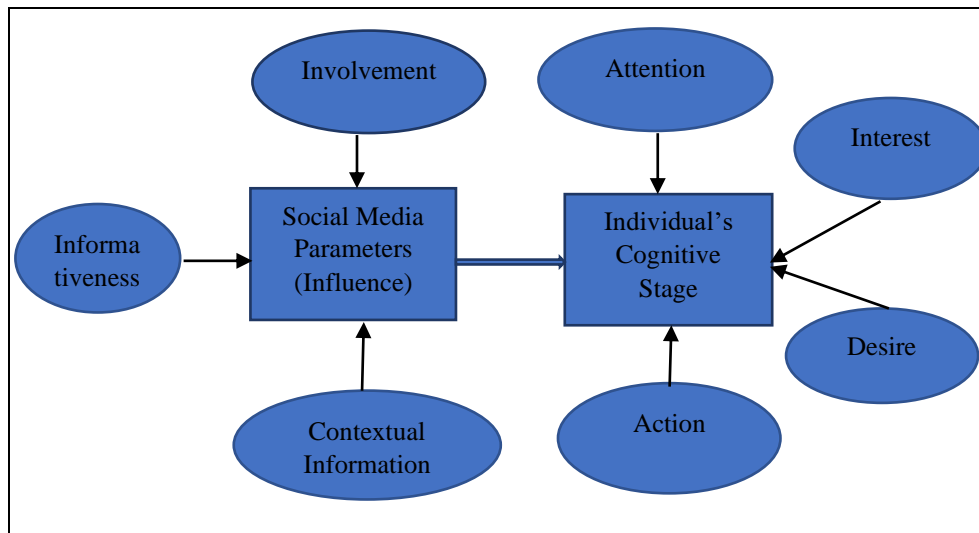 Involvement
Attention
Interest
Informa
tiveness
Social Media
Parameters
(Influence)
Individual's
Cognitive
Stage
Desire
Contextual
Information
Action